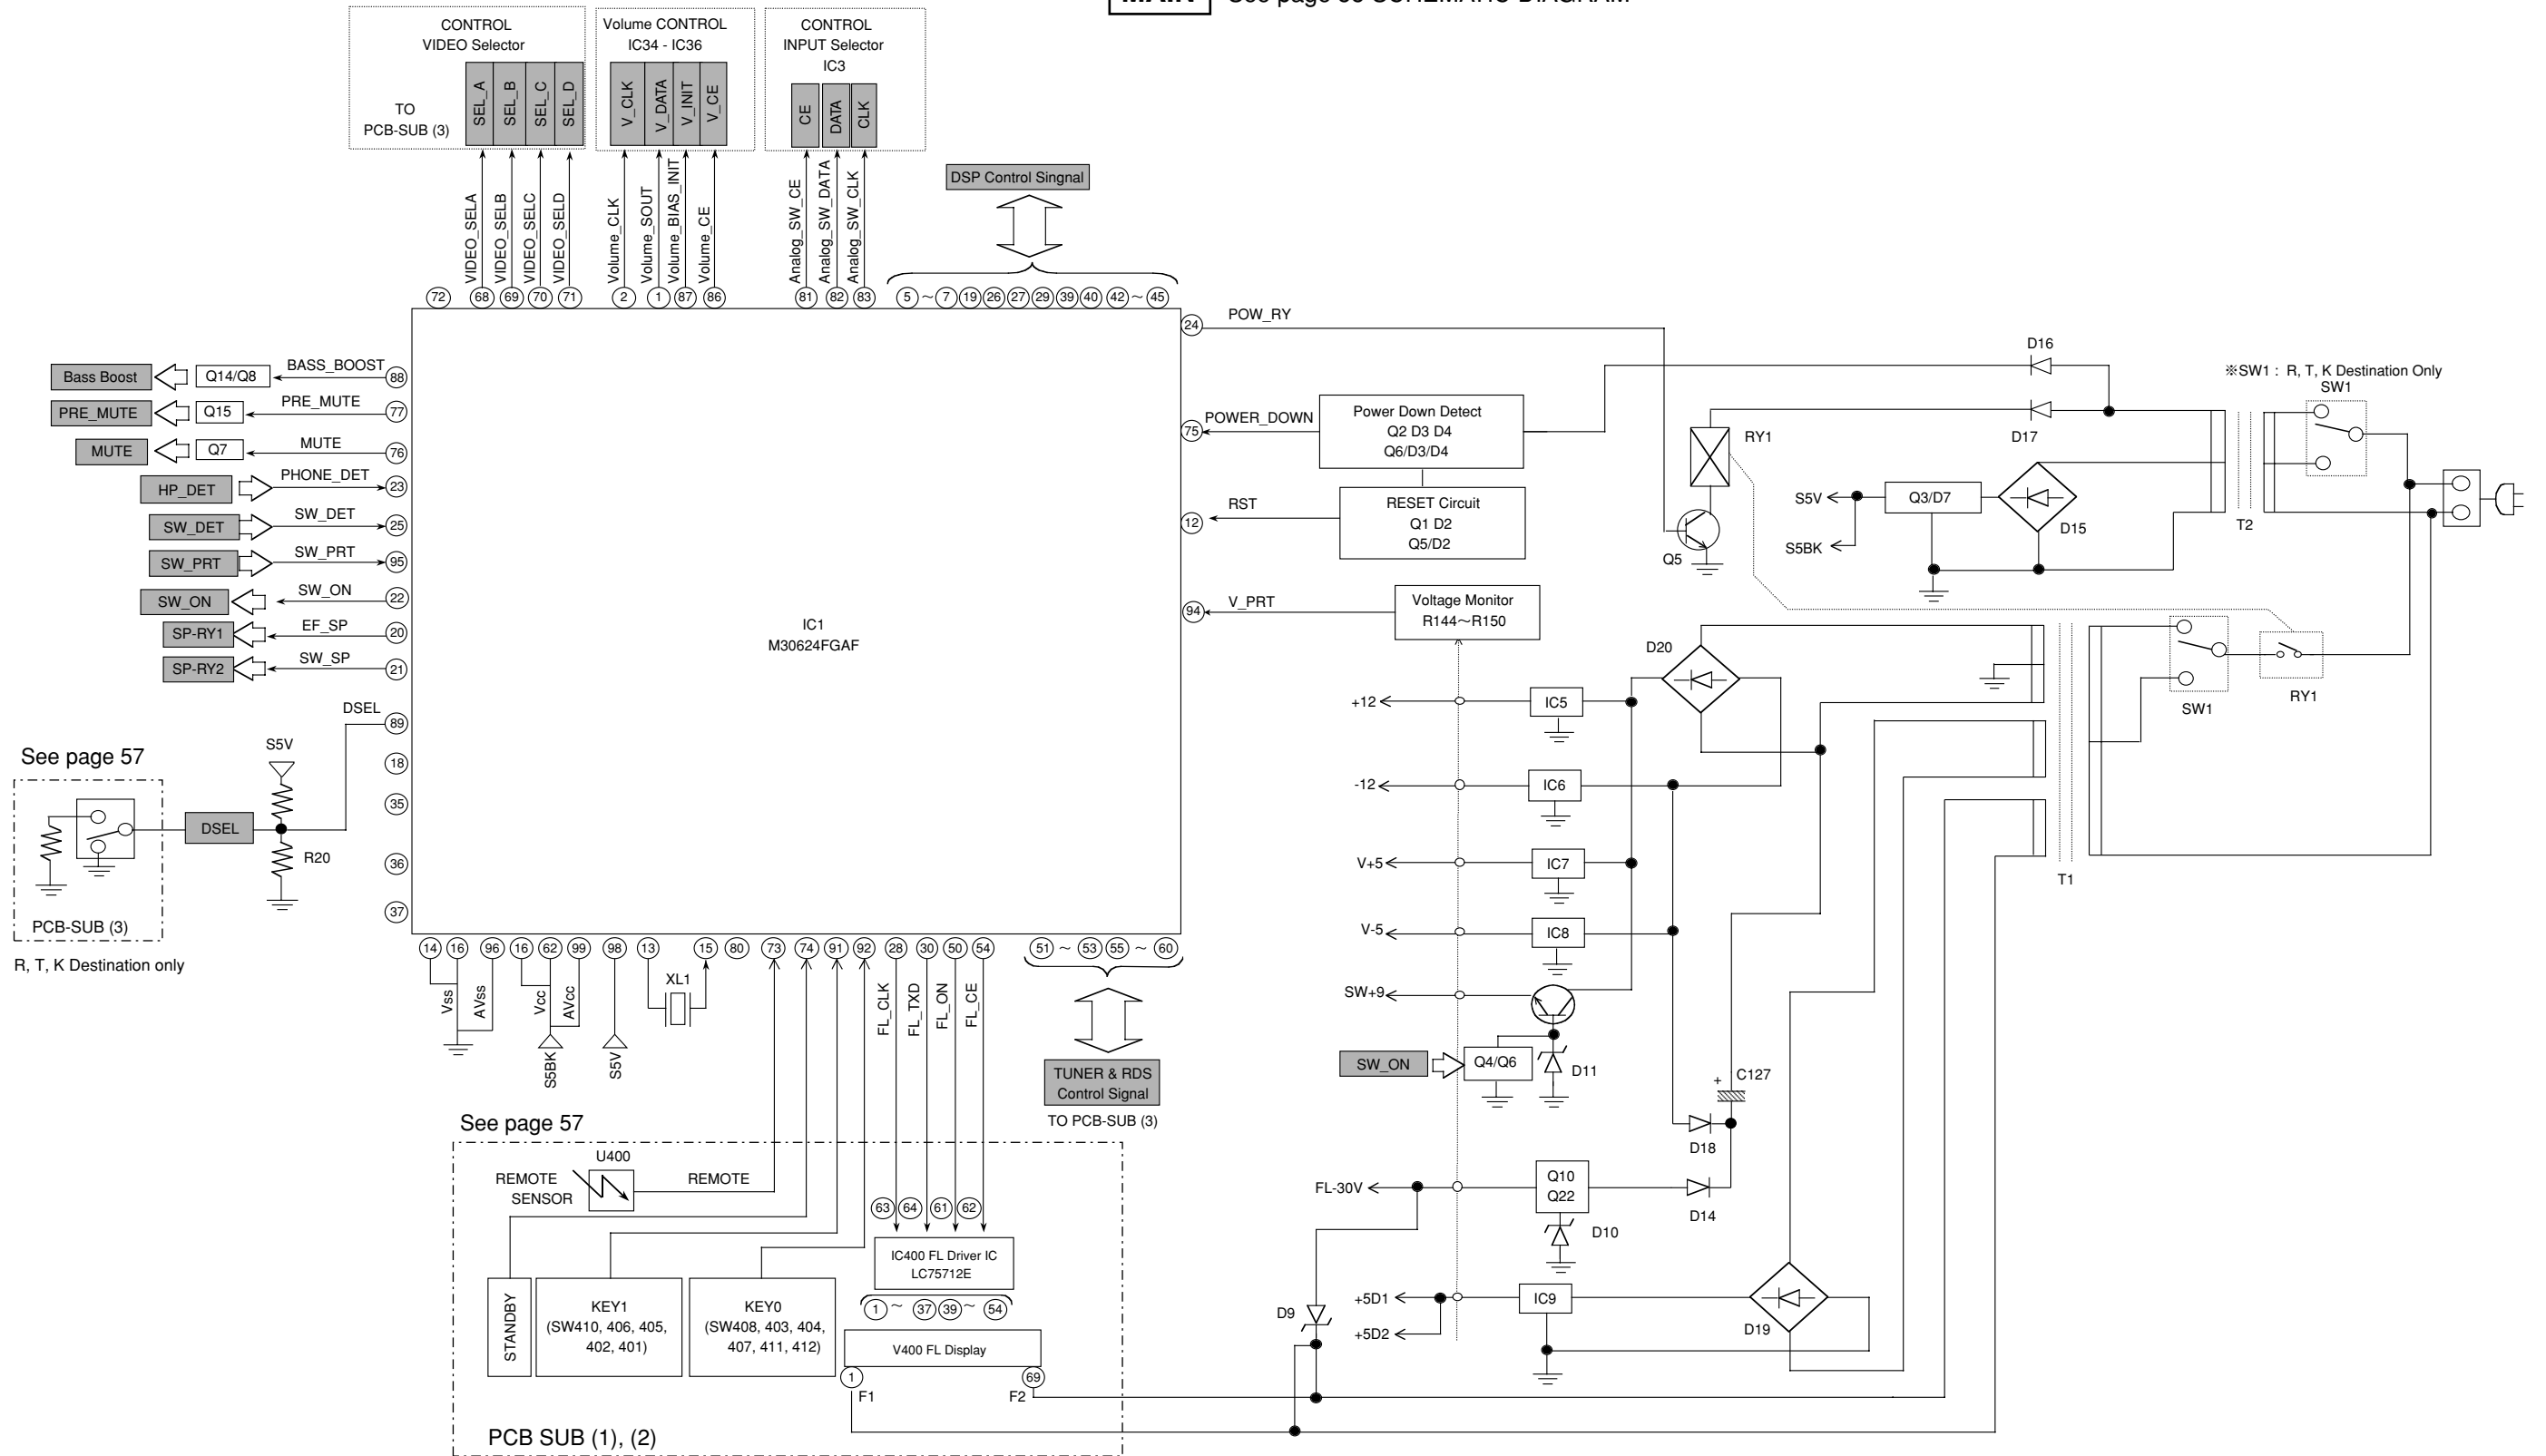 CONTROL
VIDEO Selector
TO
PCB-SUB (3)
SEL_A
SEL_B
SEL_C
SEL_D
Volume CONTROL
IC34 - IC36
V_CLK
V_DATA
V_INIT
V_CE
CONTROL
INPUT Selector
IC3
CE
DATA
CLK
DSP Control Singnal
VIDEO_SELA
VIDEO_SELB
VIDEO_SELC
VIDEO_SELD
Volume_CLK
Volume_SOUT
Volume_BIAS_INIT
Volume_CE
Analog_SW_CE
Analog_SW_DATA
Analog_SW_CLK
72 68 69 70 71 2 1 87 86 81 82 83 5 ~ 7 19 26 27 29 39 40 42 ~ 45
Bass Boost Q14/Q8 BASS_BOOST 88
PRE_MUTE Q15 PRE_MUTE 77
MUTE Q7 MUTE 76
HP_DET PHONE_DET 23
SW_DET SW_DET 25
SW_PRT SW_PRT 95
SW_ON SW_ON 22
SP-RY1 EF_SP 20
SP-RY2 SW_SP 21
DSEL 89
18
35
36
37
IC1
M30624FGAF
See page 57
S5V
DSEL
R20
PCB-SUB (3)
R, T, K Destination only
24 POW_RY
75 POWER_DOWN
Power Down Detect
Q2 D3 D4
Q6/D3/D4
12 RST
RESET Circuit
Q1 D2
Q5/D2
94 V_PRT
Voltage Monitor
R144～R150
D16
D17
RY1
Q5
S5V
S5BK
Q3/D7
D15
T2
※SW1 : R, T, K Destination Only
SW1
SW1
RY1
T1
D20
+12 IC5
-12 IC6
V+5 IC7
V-5 IC8
SW+9
SW_ON Q4/Q6 D11
+ C127
D18
FL-30V
Q10
Q22
D14
D10
D9
+5D1 IC9
+5D2
D19
14 16 96 16 62 99 98 13 15 80 73 74 91 92 28 30 50 54 51 ~ 53 55 ~ 60
Vss
AVss
Vcc
AVcc
S5BK
S5V
XL1
FL_CLK
FL_TXD
FL_ON
FL_CE
TUNER & RDS
Control Signal
TO PCB-SUB (3)
See page 57
U400
REMOTE
SENSOR
REMOTE
63 64 61 62
IC400 FL Driver IC
LC75712E
1 ~ 37 39 ~ 54
STANDBY
KEY1
(SW410, 406, 405,
402, 401)
KEY0
(SW408, 403, 404,
407, 411, 412)
V400 FL Display
1 69
F1 F2
PCB SUB (1), (2)